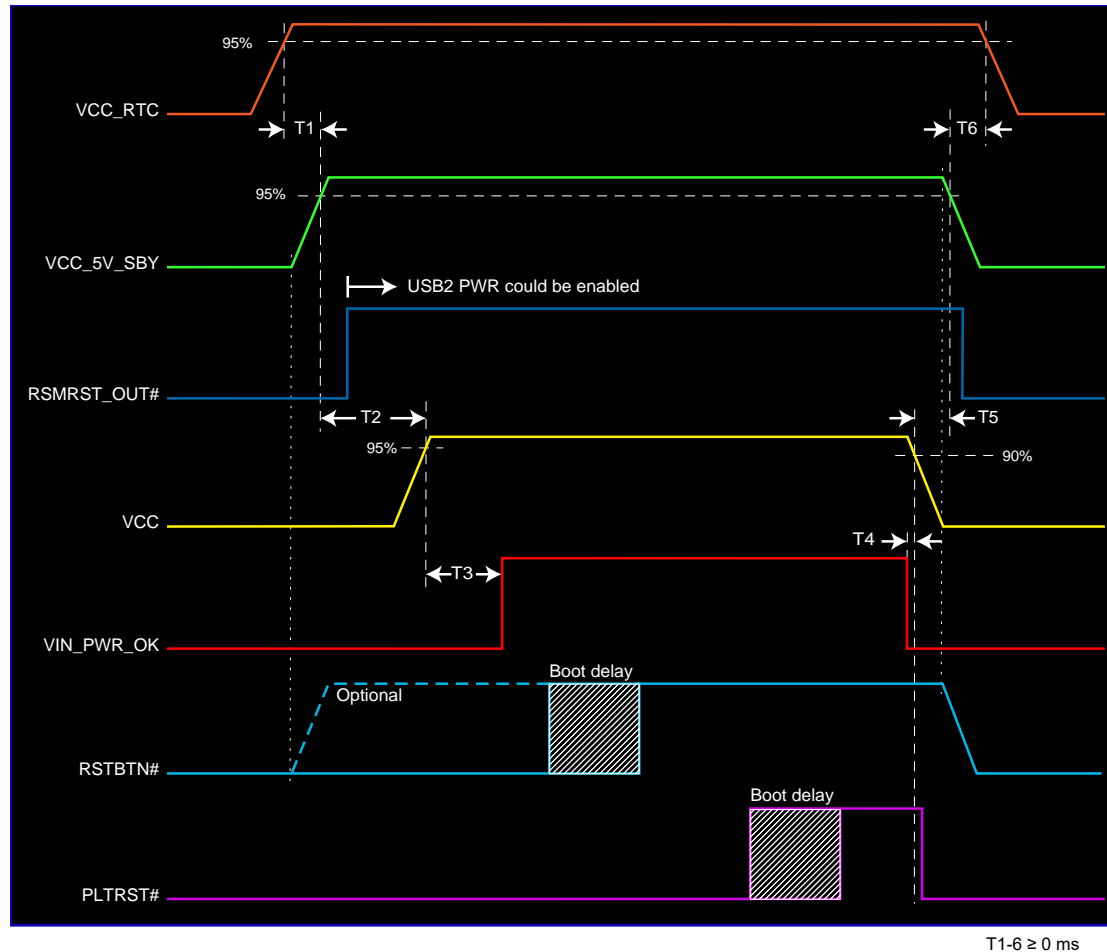 95%
VCC_RTC
T1
T6
95%
VCC_5V_SBY
USB2 PWR could be enabled
RSMRST_OUT#
T2
T5
95%
90%
VCC
T4
T3
VIN_PWR_OK
Boot delay
Optional
RSTBTN#
Boot delay
PLTRST#
T1-6 ≥ 0 ms